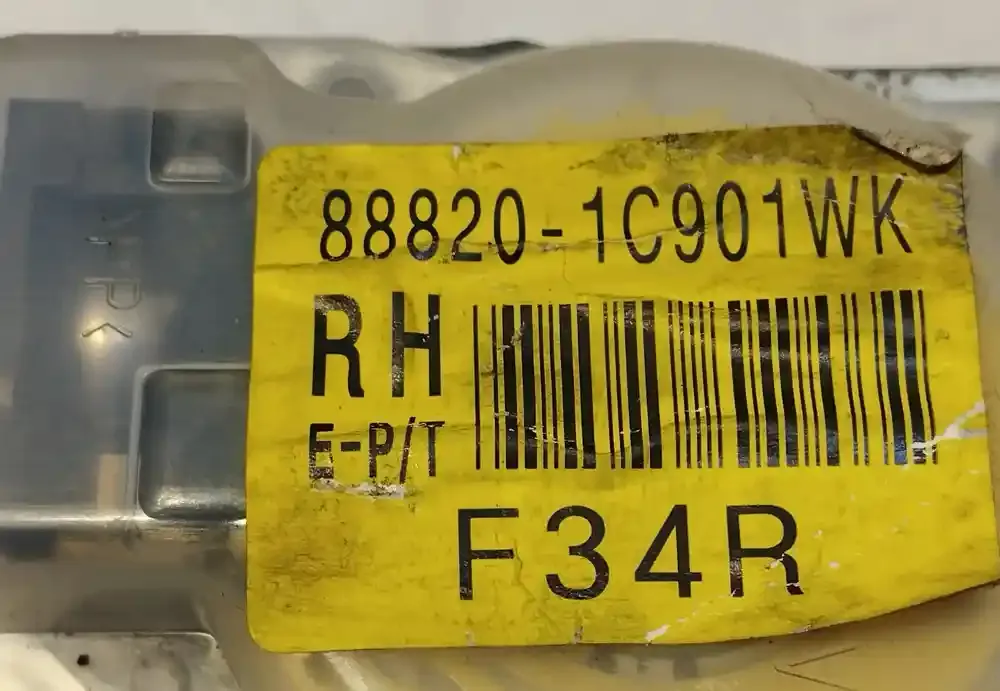 88820-1C901WK
RH
E-P/T
F34R